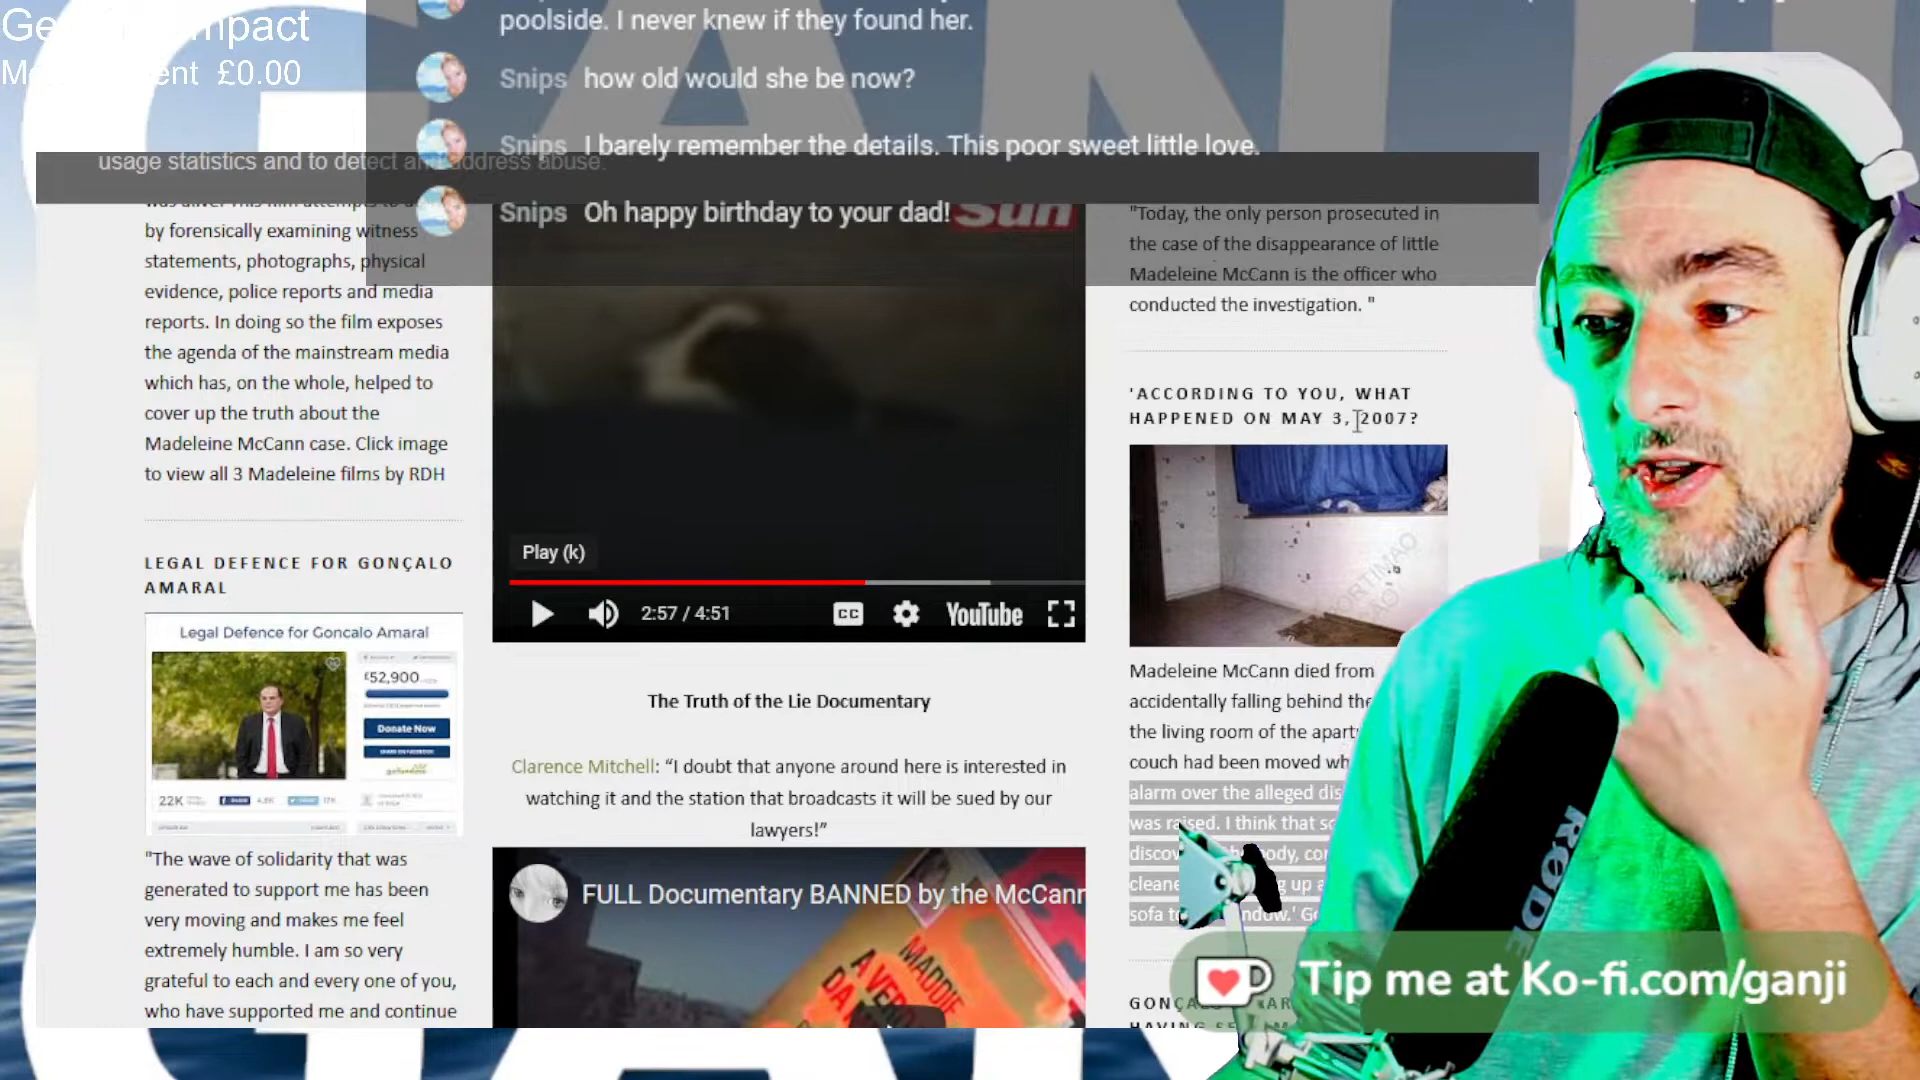 poolside. I never knew if they found her.
Snips how old would she be now?
Snips I barely remember the details. This poor sweet little love.
Snips Oh happy birthday to your dad!
£0.00
usage statistics and to detect and address abuse.
by forensically examining witness
statements, photographs, physical
evidence, police reports and media
reports. In doing so the film exposes
the agenda of the mainstream media
which has, on the whole, helped to
cover up the truth about the
Madeleine McCann case. Click image
to view all 3 Madeleine films by RDH
LEGAL DEFENCE FOR GONÇALO
AMARAL
Legal Defence for Goncalo Amaral
£52,900
Donate Now
22K
"The wave of solidarity that was
generated to support me has been
very moving and makes me feel
extremely humble. I am so very
grateful to each and every one of you,
who have supported me and continue
Sun
Play (k)
2:57 / 4:51
CC
YouTube
The Truth of the Lie Documentary
Clarence Mitchell: “I doubt that anyone around here is interested in
watching it and the station that broadcasts it will be sued by our
lawyers!”
FULL Documentary BANNED by the McCann
MADDIE
"Today, the only person prosecuted in
the case of the disappearance of little
Madeleine McCann is the officer who
conducted the investigation. "
'ACCORDING TO YOU, WHAT
HAPPENED ON MAY 3, 2007?
Madeleine McCann died from
accidentally falling behind the
the living room of the
couch had been moved
alarm over the alleged
was raised. I think that
sofa
RØDE
Tip me at Ko-fi.com/ganji